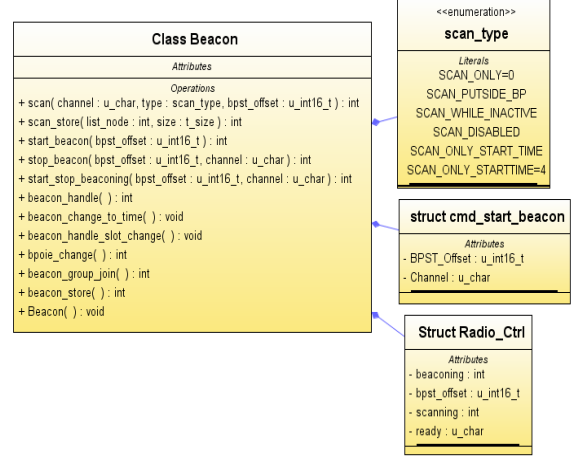 Class Beacon
Attributes
Operations
+ scan( channel : u_char, type : scan_type, bpst_offset : u_int16_t ) : int
+ scan_store( list_node : int, size : t_size ) : int
+ start_beacon( bpst_offset : u_int16_t ) : int
+ stop_beacon( bpst_offset : u_int16_t, channel : u_char ) : int
+ start_stop_beaconing( bpst_offset : u_int16_t, channel : u_char ) : int
+ beacon_handle( ) : int
+ beacon_change_to_time( ) : void
+ beacon_handle_slot_change( ) : void
+ bpoie_change( ) : int
+ beacon_group_join( ) : int
+ beacon_store( ) : int
+ Beacon( ) : void
<<enumeration>>
scan_type
Literals
SCAN_ONLY=0
SCAN_PUTSIDE_BP
SCAN_WHILE_INACTIVE
SCAN_DISABLED
SCAN_ONLY_START_TIME
SCAN_ONLY_STARTTIME=4
struct cmd_start_beacon
Attributes
- BPST_Offset : u_int16_t
- Channel : u_char
Struct Radio_Ctrl
Attributes
- beaconing : int
- bpst_offset : u_int16_t
- scanning : int
- ready : u_char